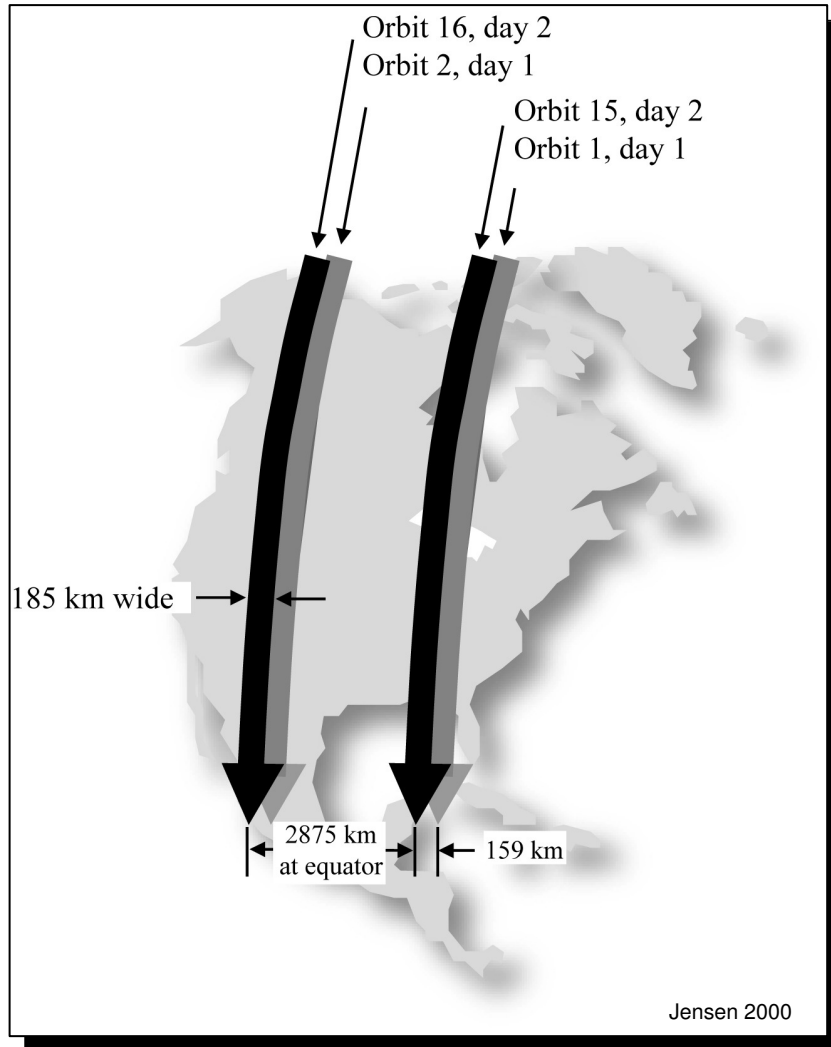 Orbit 16, day 2
Orbit 2, day 1
Orbit 15, day 2
Orbit 1, day 1
185 km wide
2875 km
at equator
159 km
Jensen 2000